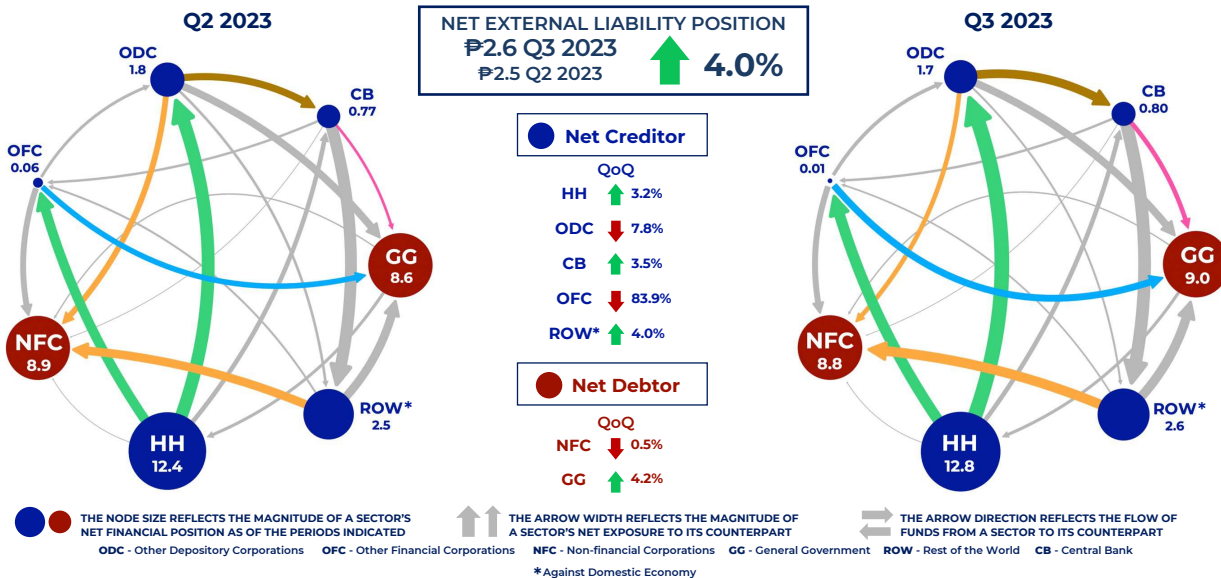 Q2 2023
ODC
1.8
CB
0.77
OFC
0.06
GG
8.6
NFC
8.9
ROW*
2.5
HH
12.4
NET EXTERNAL LIABILITY POSITION
₱2.6 Q3 2023
₱2.5 Q2 2023
4.0%
Net Creditor
QoQ
HH 3.2%
ODC 7.8%
CB 3.5%
OFC 83.9%
ROW* 4.0%
Net Debtor
QoQ
NFC 0.5%
GG 4.2%
Q3 2023
ODC
1.7
CB
0.80
OFC
0.01
GG
9.0
NFC
8.8
ROW*
2.6
HH
12.8
THE NODE SIZE REFLECTS THE MAGNITUDE OF A SECTOR'S
NET FINANCIAL POSITION AS OF THE PERIODS INDICATED
THE ARROW WIDTH REFLECTS THE MAGNITUDE OF
A SECTOR'S NET EXPOSURE TO ITS COUNTERPART
THE ARROW DIRECTION REFLECTS THE FLOW OF
FUNDS FROM A SECTOR TO ITS COUNTERPART
ODC - Other Depository Corporations OFC - Other Financial Corporations NFC - Non-financial Corporations GG - General Government ROW - Rest of the World CB - Central Bank
*Against Domestic Economy